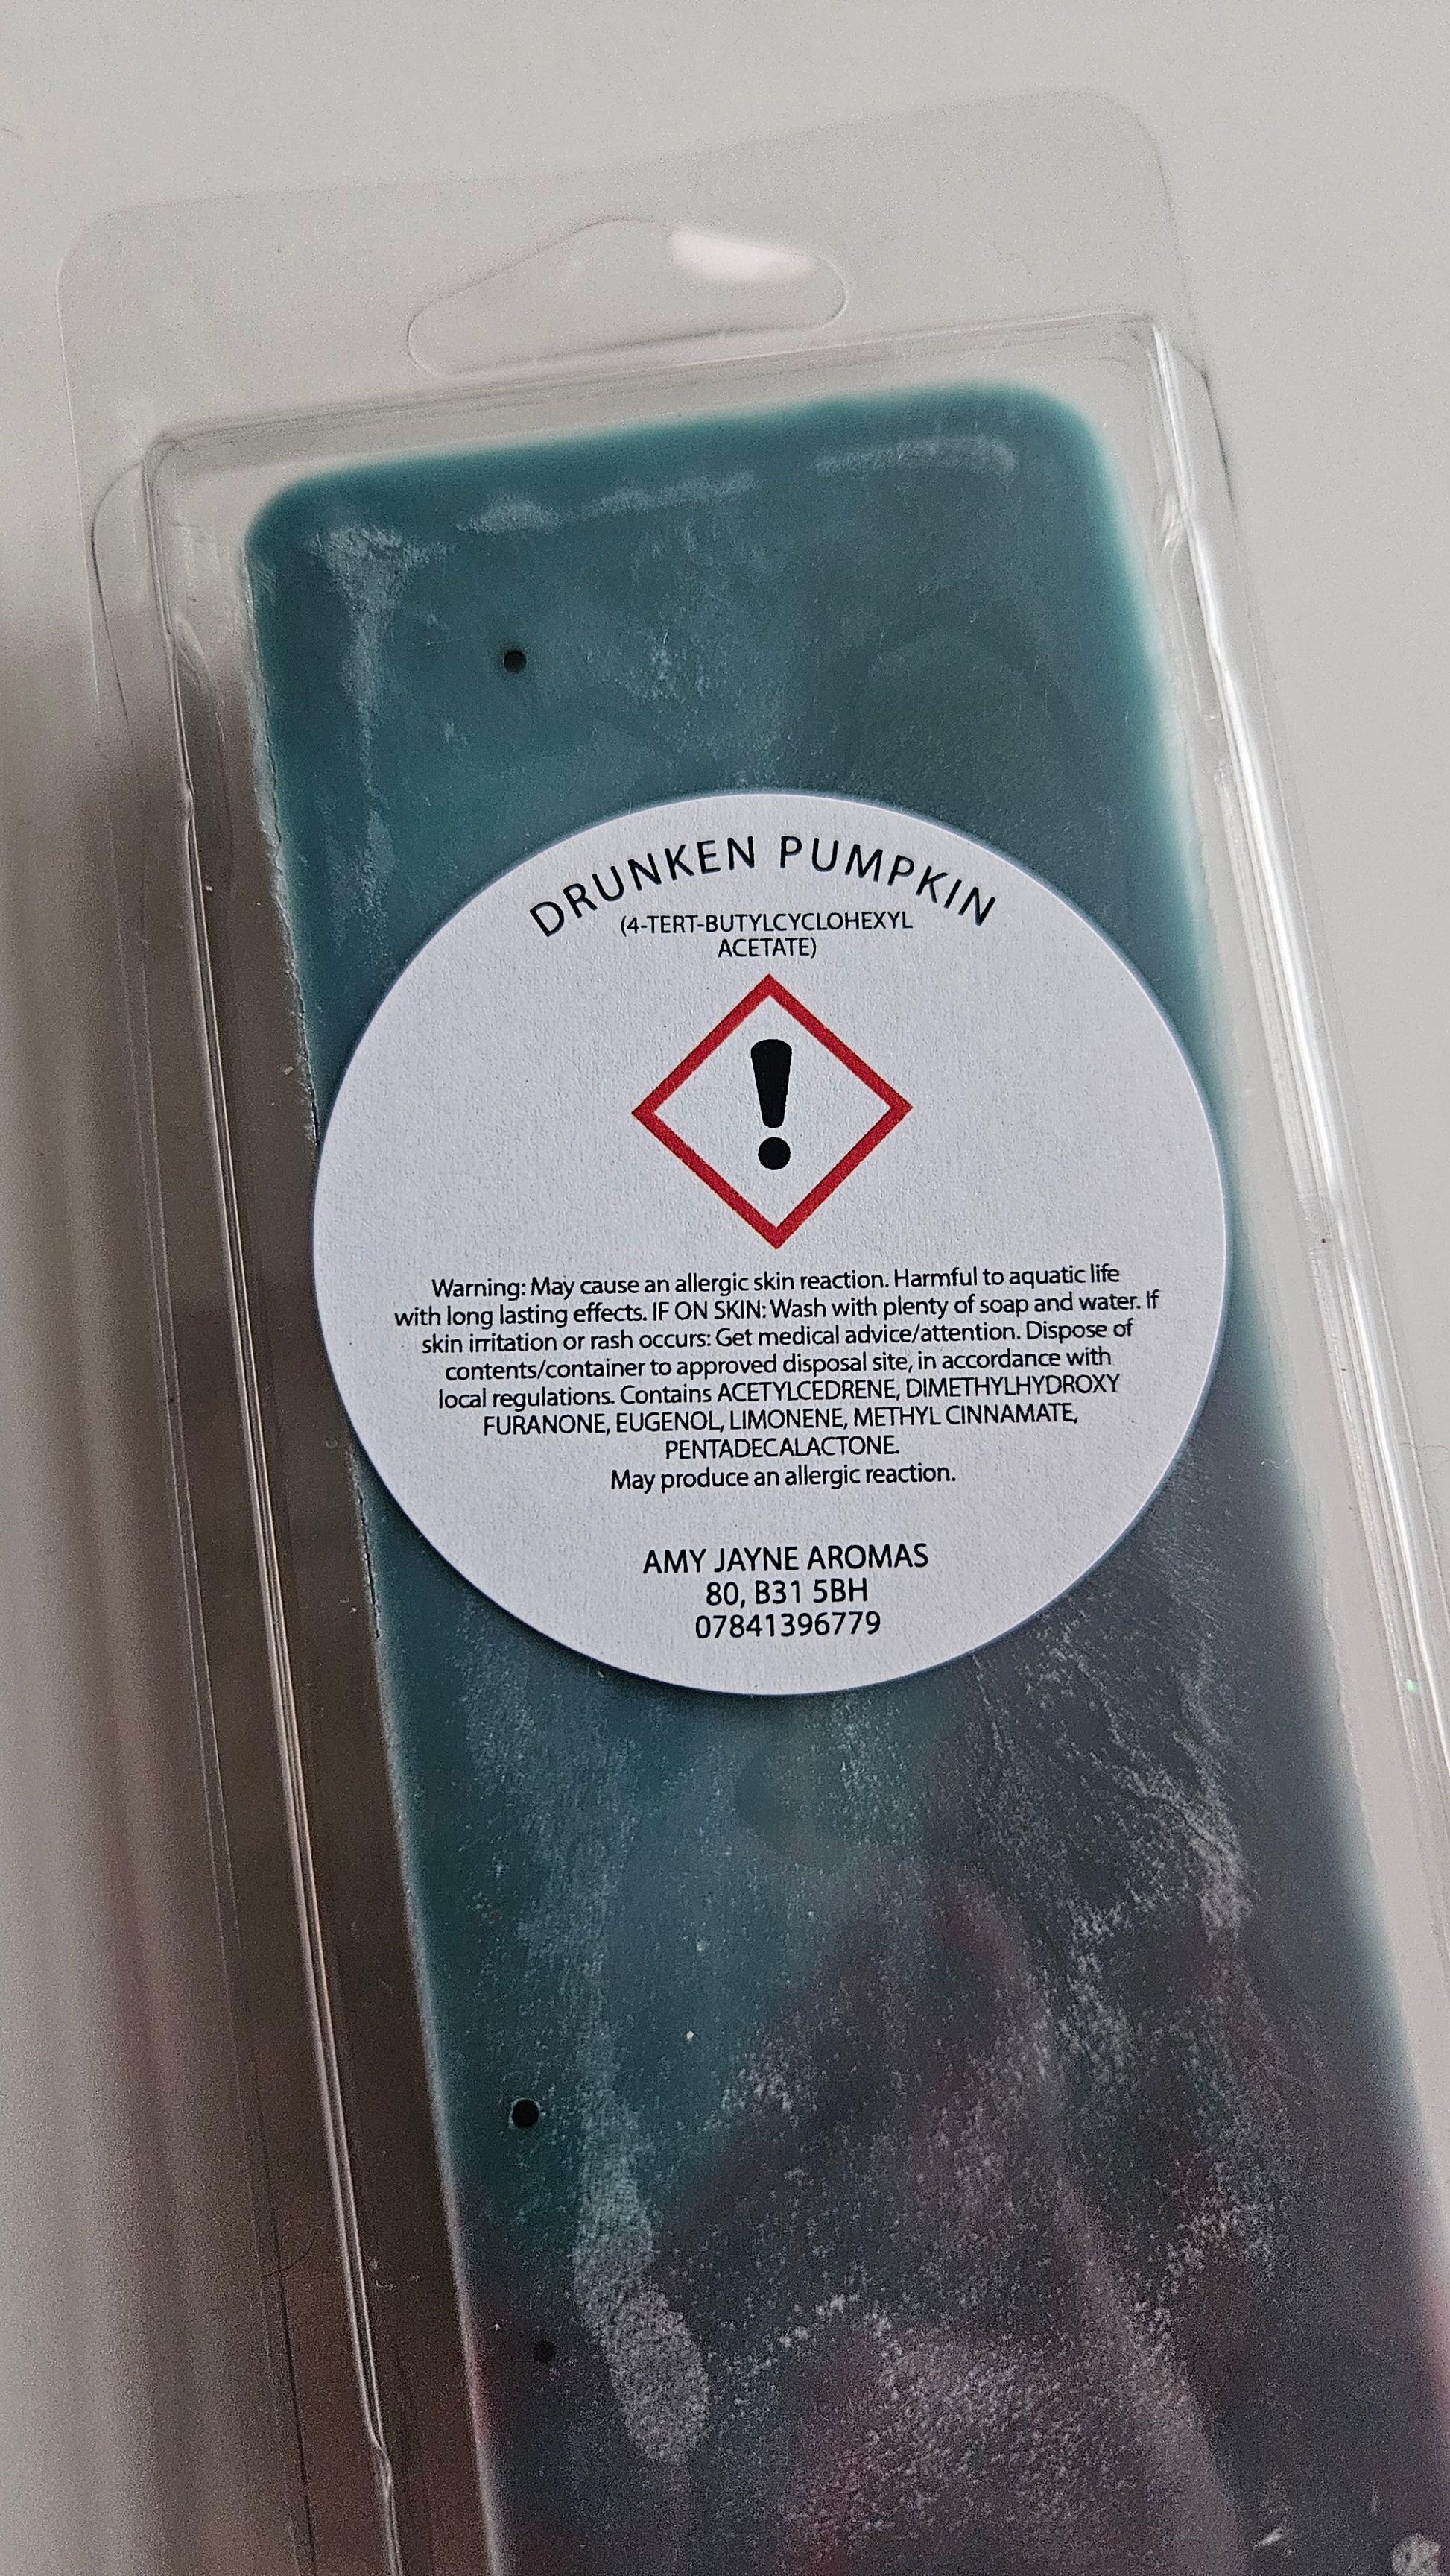 DRUNKEN PUMPKIN
(4-TERT-BUTYLCYCLOHEXYL
ACETATE)
Warning: May cause an allergic skin reaction. Harmful to aquatic life
with long lasting effects. IF ON SKIN: Wash with plenty of soap and water. If
skin irritation or rash occurs: Get medical advice/attention. Dispose of
contents/container to approved disposal site, in accordance with
local regulations. Contains ACETYLCEDRENE, DIMETHYLHYDROXY
FURANONE, EUGENOL, LIMONENE, METHYL CINNAMATE,
PENTADECALACTONE.
May produce an allergic reaction.
AMY JAYNE AROMAS
80, B31 5BH
07841396779